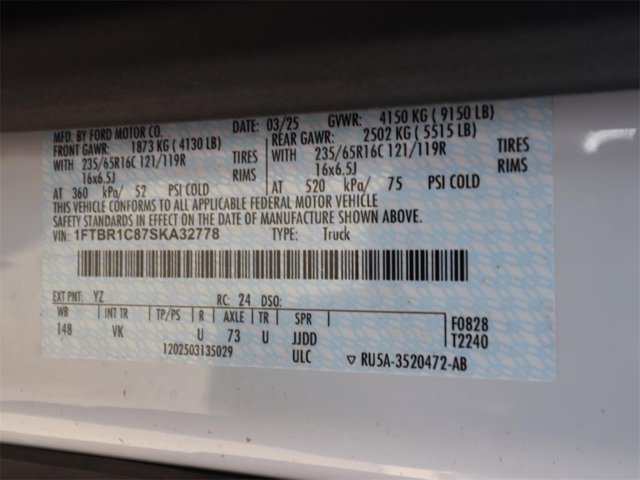 MFD. BY FORD MOTOR CO. DATE: 03/25 GVWR: 4150 KG ( 9150 LB)
FRONT GAWR: 1873 KG ( 4130 LB) REAR GAWR: 2502 KG ( 5515 LB)
WITH 235/65R16C 121/119R TIRES WITH 235/65R16C 121/119R TIRES
16x6.5J RIMS 16x6.5J RIMS
AT 360 kPa/ 52 PSI COLD AT 520 kPa/ 75 PSI COLD
THIS VEHICLE CONFORMS TO ALL APPLICABLE FEDERAL MOTOR VEHICLE
SAFETY STANDARDS IN EFFECT ON THE DATE OF MANUFACTURE SHOWN ABOVE.
VIN: 1FTBR1C87SKA32778 TYPE: Truck
EXT PNT: YZ RC: 24 DSO:
WB INT TR TP/PS R AXLE TR SPR F0828
148 VK U 73 U JJDD T2240
1202503135029 ULC RU5A-3520472-AB